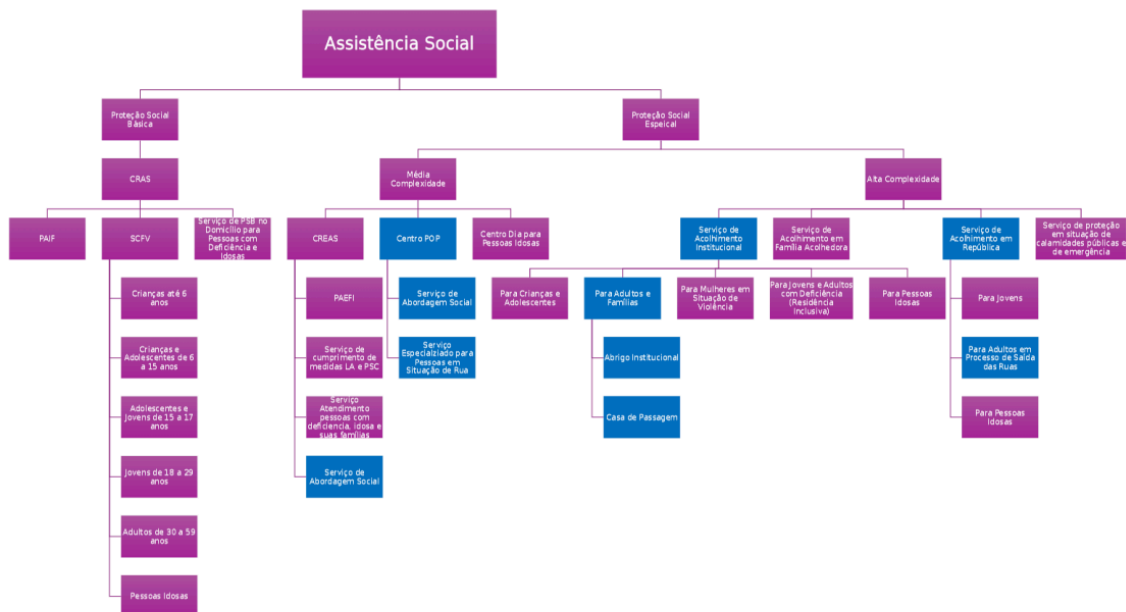 Assistência Social
Proteção Social
Básica
Proteção Social
Espeical
CRAS
Média
Complexidade
Alta Complexidade
PAIF
SCFV
Serviço de PSB no
Domicílio para
Pessoas com
Deficiência e
Idosas
CREAS
Centro POP
Centro Dia para
Pessoas Idosas
Serviço de
Acolhimento
Institucional
Serviço de
Acolhimento em
Família Acolhedora
Serviço de
Acolhimento em
República
Serviço de proteção
em situação de
calamidades públicas e
de emergência
Crianças até 6
anos
PAEFI
Serviço de
Abordagem Social
Para Crianças e
Adolescentes
Para Adultos e
Famílias
Para Mulheres em
Situação de
Violência
Para Jovens e Adultos
com Deficiência
(Residência
Inclusiva)
Para Pessoas
Idosas
Para Jovens
Crianças e
Adolescentes de 6
a 15 anos
Serviço de
cumprimento de
medidas LA e PSC
Serviço
Especialziado para
Pessoas em
Situação de Rua
Abrigo Institucional
Para Adultos em
Processo de Saída
das Ruas
Adolescentes e
Jovens de 15 a 17
anos
Serviço
Atendimento
pessoas com
deficiencia, idosa e
suas famílias
Casa de Passagem
Para Pessoas
Idosas
Jovens de 18 a 29
anos
Serviço de
Abordagem Social
Adultos de 30 a 59
anos
Pessoas Idosas